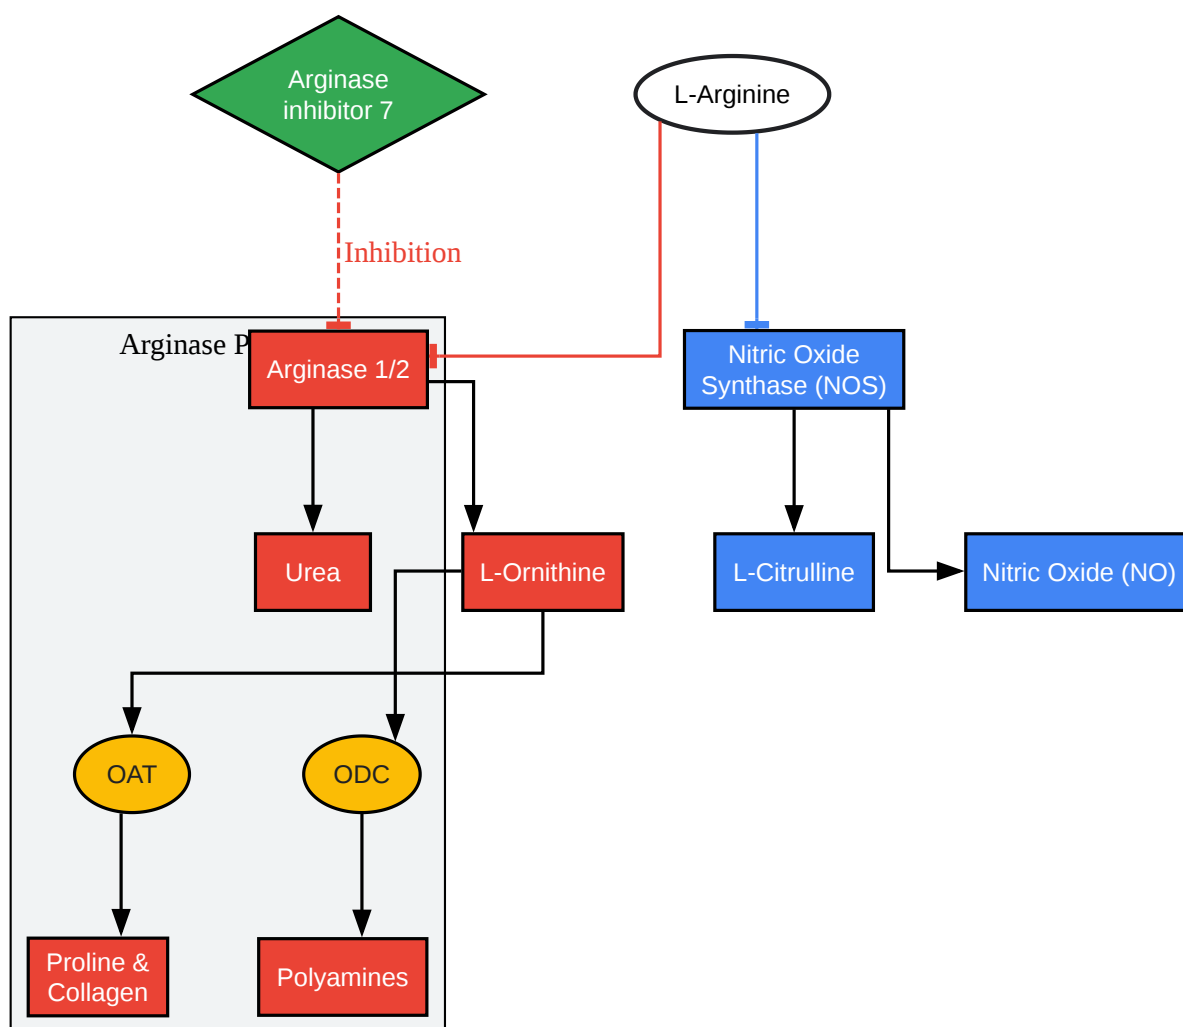 Arginase
inhibitor 7
L-Arginine
Inhibition
Arginase P
Arginase 1/2
Nitric Oxide
Synthase (NOS)
Urea
L-Ornithine
L-Citrulline
Nitric Oxide (NO)
OAT
ODC
Proline &
Collagen
Polyamines